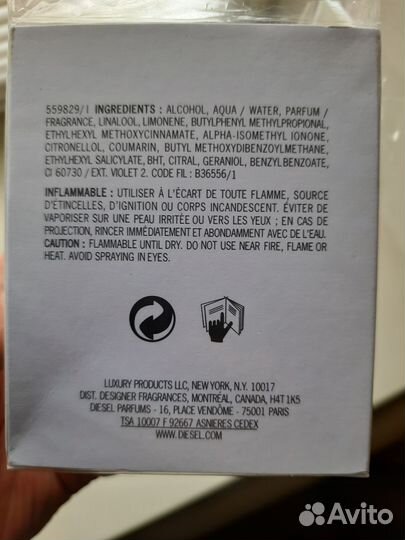 559829/1 INGREDIENTS : ALCOHOL, AQUA / WATER, PARFUM /
FRAGRANCE, LINALOOL, LIMONENE, BUTYLPHENYL METHYLPROPIONAL,
ETHYLHEXYL METHOXYCINNAMATE, ALPHA-ISOMETHYL IONONE,
CITRONELLOL, COUMARIN, BUTYL METHOXYDIBENZOYLMETHANE,
ETHYLHEXYL SALICYLATE, BHT, CITRAL, GERANIOL, BENZYL BENZOATE,
CI 60730 / EXT. VIOLET 2. CODE FIL : B36556/1
INFLAMMABLE : UTILISER À L'ÉCART DE TOUTE FLAMME, SOURCE
D'ÉTINCELLES, D'IGNITION OU CORPS INCANDESCENT. ÉVITER DE
VAPORISER SUR UNE PEAU IRRITÉE OU VERS LES YEUX ; EN CAS DE
PROJECTION, RINCER IMMÉDIATEMENT ET ABONDAMMENT AVEC DE L'EAU.
CAUTION : FLAMMABLE UNTIL DRY. DO NOT USE NEAR FIRE, FLAME OR
HEAT. AVOID SPRAYING IN EYES.
LUXURY PRODUCTS LLC, NEW YORK, N.Y. 10017
DIST. DESIGNER FRAGRANCES, MONTRÉAL, CANADA, H4T 1K5
DIESEL PARFUMS - 16, PLACE VENDÔME - 75001 PARIS
TSA 10007 F 92667 ASNIERES CEDEX
WWW.DIESEL.COM
Avito